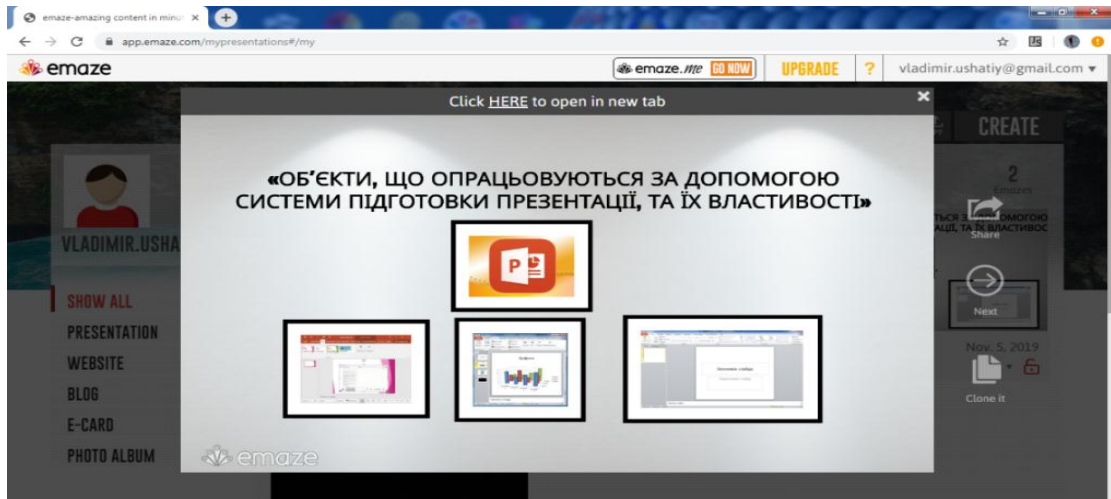 emaze-amazing content in minu
app.emaze.com/mypresentations#/my
emaze
emaze.me GO NOW
UPGRADE
?
vladimir.ushatiy@gmail.com
Click HERE to open in new tab
CREATE
2
Emazes
«ОБ'ЄКТИ, ЩО ОПРАЦЬОВУЮТЬСЯ ЗА ДОПОМОГОЮ
СИСТЕМИ ПІДГОТОВКИ ПРЕЗЕНТАЦІЇ, ТА ЇХ ВЛАСТИВОСТІ»
Share
VLADIMIR.USHA
P
SHOW ALL
Next
PRESENTATION
WEBSITE
Nov. 5, 2019
BLOG
Clone it
E-CARD
PHOTO ALBUM
emaze